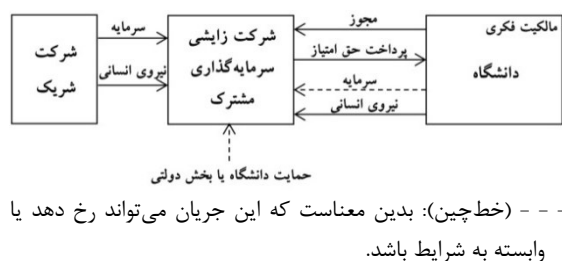 مالکیت فکری
دانشگاه
مجوز
پرداخت حق امتیاز
سرمایه
نیروی انسانی
شرکت زایشی
سرمایه‌گذاری
مشترک
سرمایه
نیروی انسانی
شرکت
شریک
حمایت دانشگاه یا بخش دولتی
- - - (خط‌چین): بدین معناست که این جریان می‌تواند رخ دهد یا
وابسته به شرایط باشد.